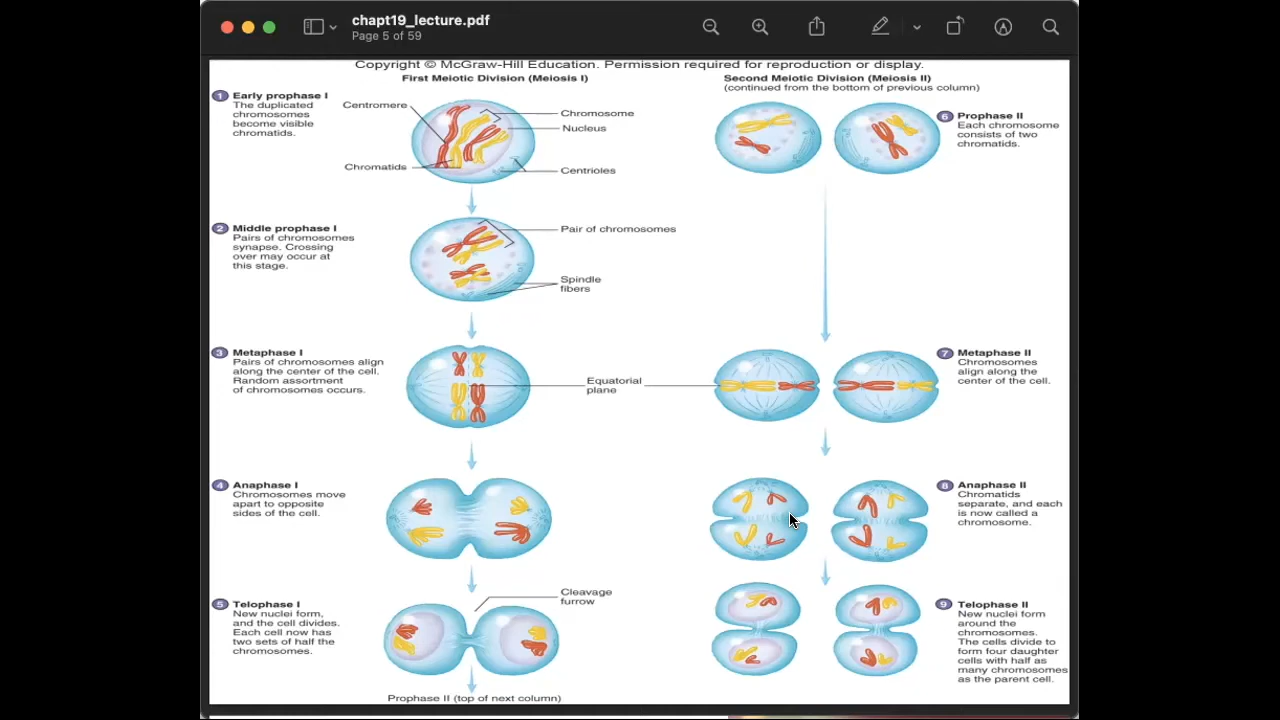 chapt19_lecture.pdf
Page 5 of 59
Copyright © McGraw-Hill Education. Permission required for reproduction or display.
First Meiotic Division (Meiosis I)
1 Early prophase I
The duplicated
chromosomes
become visible
chromatids.
Centromere
Chromatids
Chromosome
Nucleus
Centrioles
2 Middle prophase I
Pairs of chromosomes
synapse. Crossing
over may occur at
this stage.
Pair of chromosomes
Spindle
fibers
3 Metaphase I
Pairs of chromosomes align
along the center of the cell.
Random assortment
of chromosomes occurs.
Equatorial
plane
4 Anaphase I
Chromosomes move
apart to opposite
sides of the cell.
5 Telophase I
New nuclei form,
and the cell divides.
Each cell now has
two sets of half the
chromosomes.
Cleavage
furrow
Prophase II (top of next column)
Second Meiotic Division (Meiosis II)
(continued from the bottom of previous column)
6 Prophase II
Each chromosome
consists of two
chromatids.
7 Metaphase II
Chromosomes
align along the
center of the cell.
8 Anaphase II
Chromatids
separate, and each
is now called a
chromosome.
9 Telophase II
New nuclei form
around the
chromosomes.
The cells divide to
form four daughter
cells with half as
many chromosomes
as the parent cell.